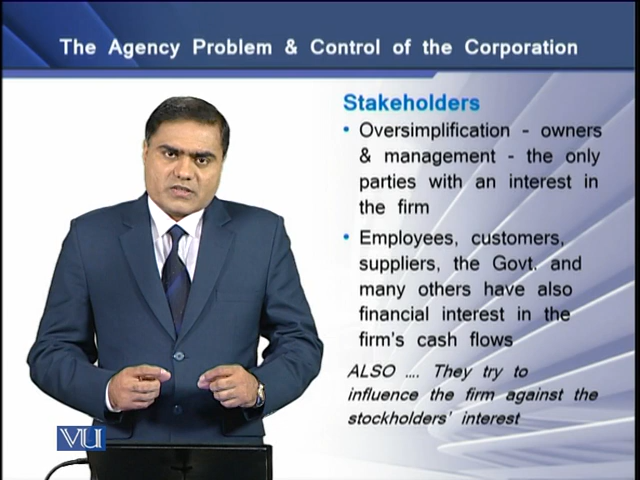 The Agency Problem & Control of the Corporation
Stakeholders
• Oversimplification - owners
& management - the only
parties with an interest in
the firm
• Employees, customers,
suppliers, the Govt. and
many others have also
financial interest in the
firm's cash flows
ALSO .... They try to
influence the firm against the
stockholders' interest
VU